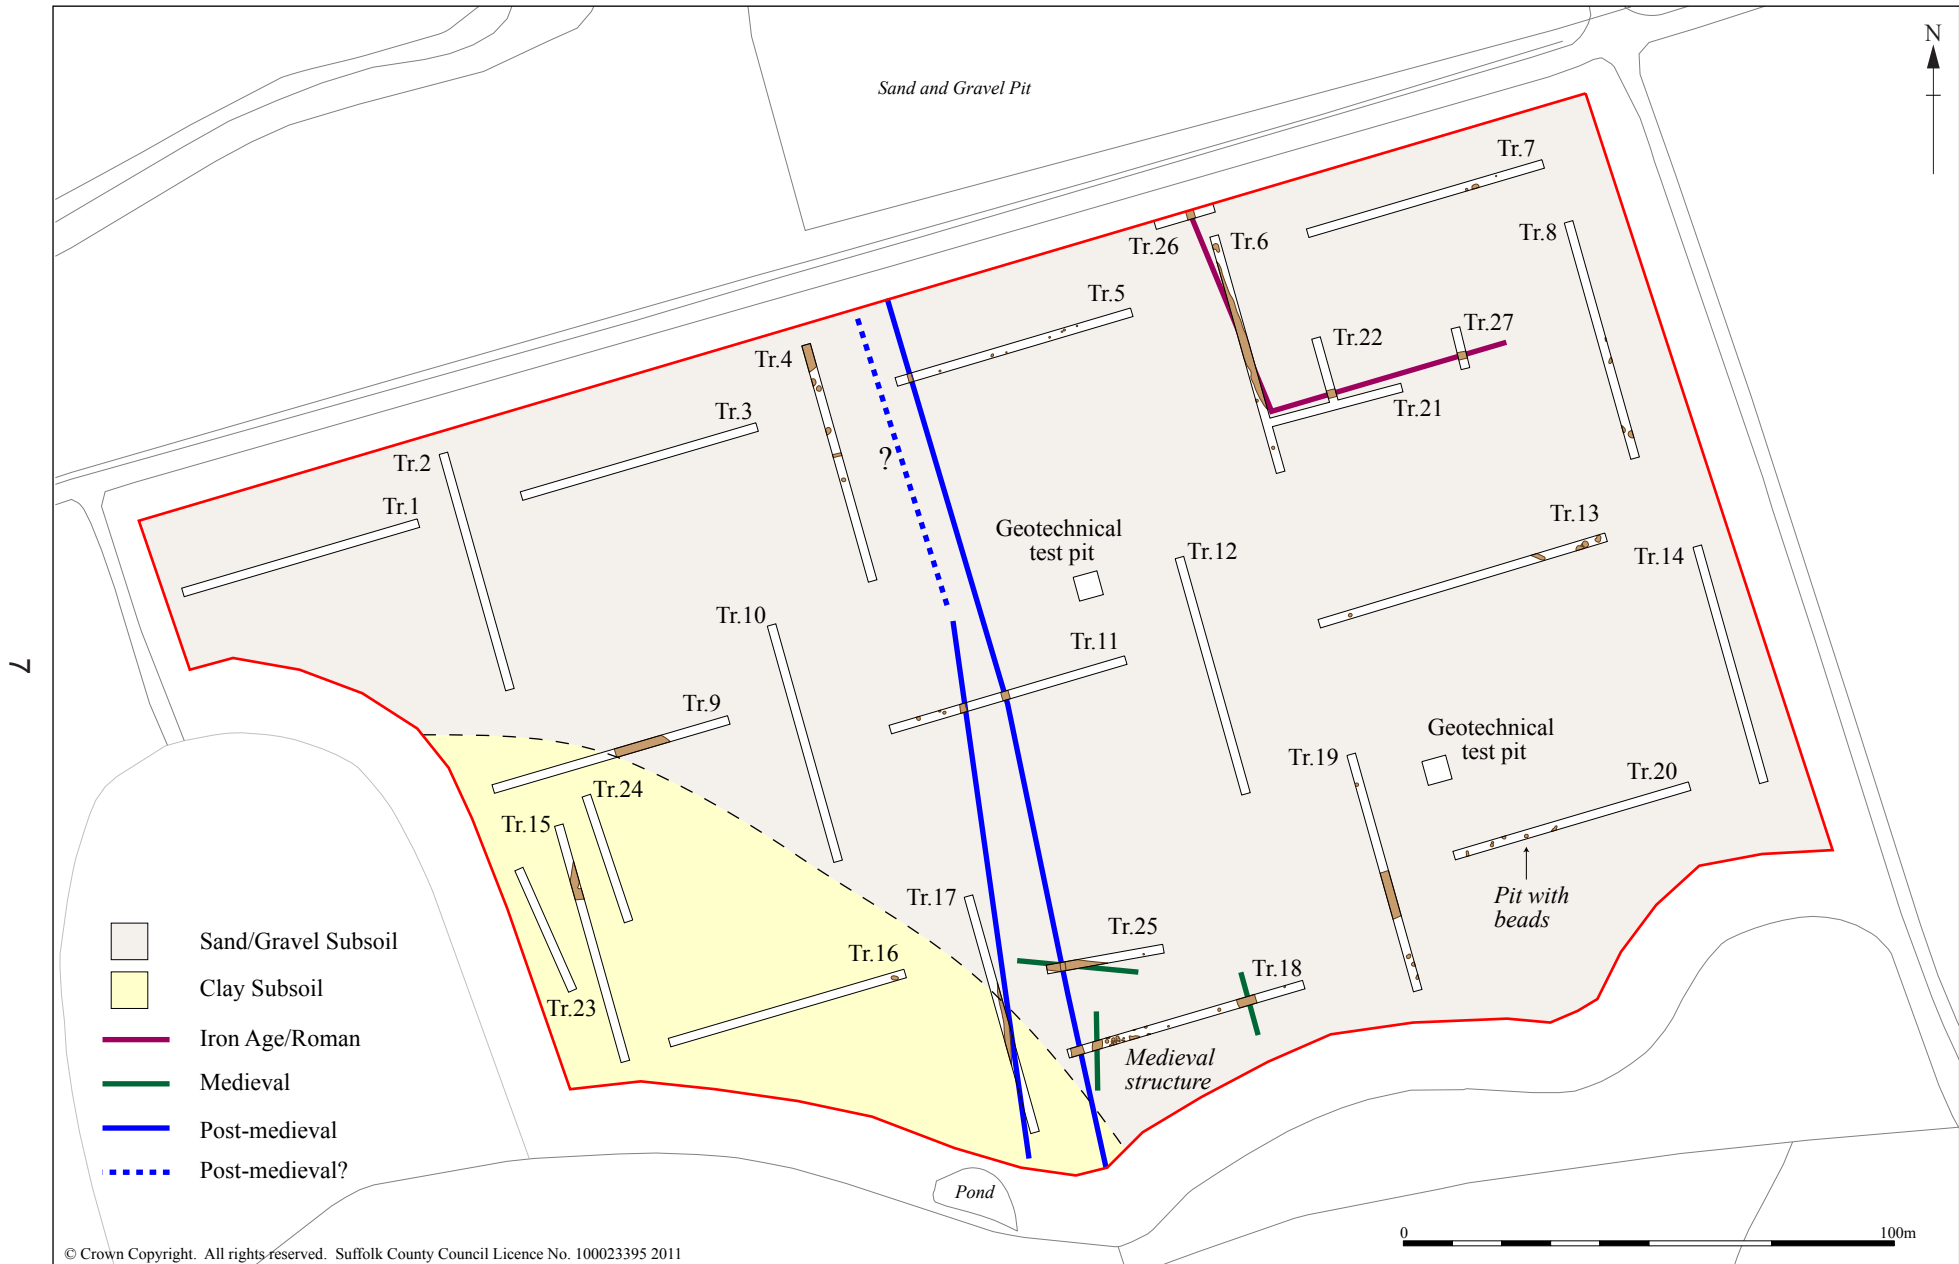 N
Sand and Gravel Pit
Tr.7
Tr.8
Tr.26
Tr.6
Tr.5
Tr.27
Tr.22
Tr.4
Tr.21
Tr.3
?
Tr.2
Tr.1
Geotechnical
test pit
Tr.13
Tr.12
Tr.14
Tr.10
Tr.11
Tr.9
Geotechnical
test pit
Tr.19
Tr.20
Tr.24
Tr.15
Pit with
beads
Tr.17
Tr.25
Tr.16
Tr.18
Tr.23
Medieval
structure
Sand/Gravel Subsoil
Clay Subsoil
Iron Age/Roman
Medieval
Post-medieval
Post-medieval?
Pond
0
100m
© Crown Copyright. All rights reserved. Suffolk County Council Licence No. 100023395 2011
7